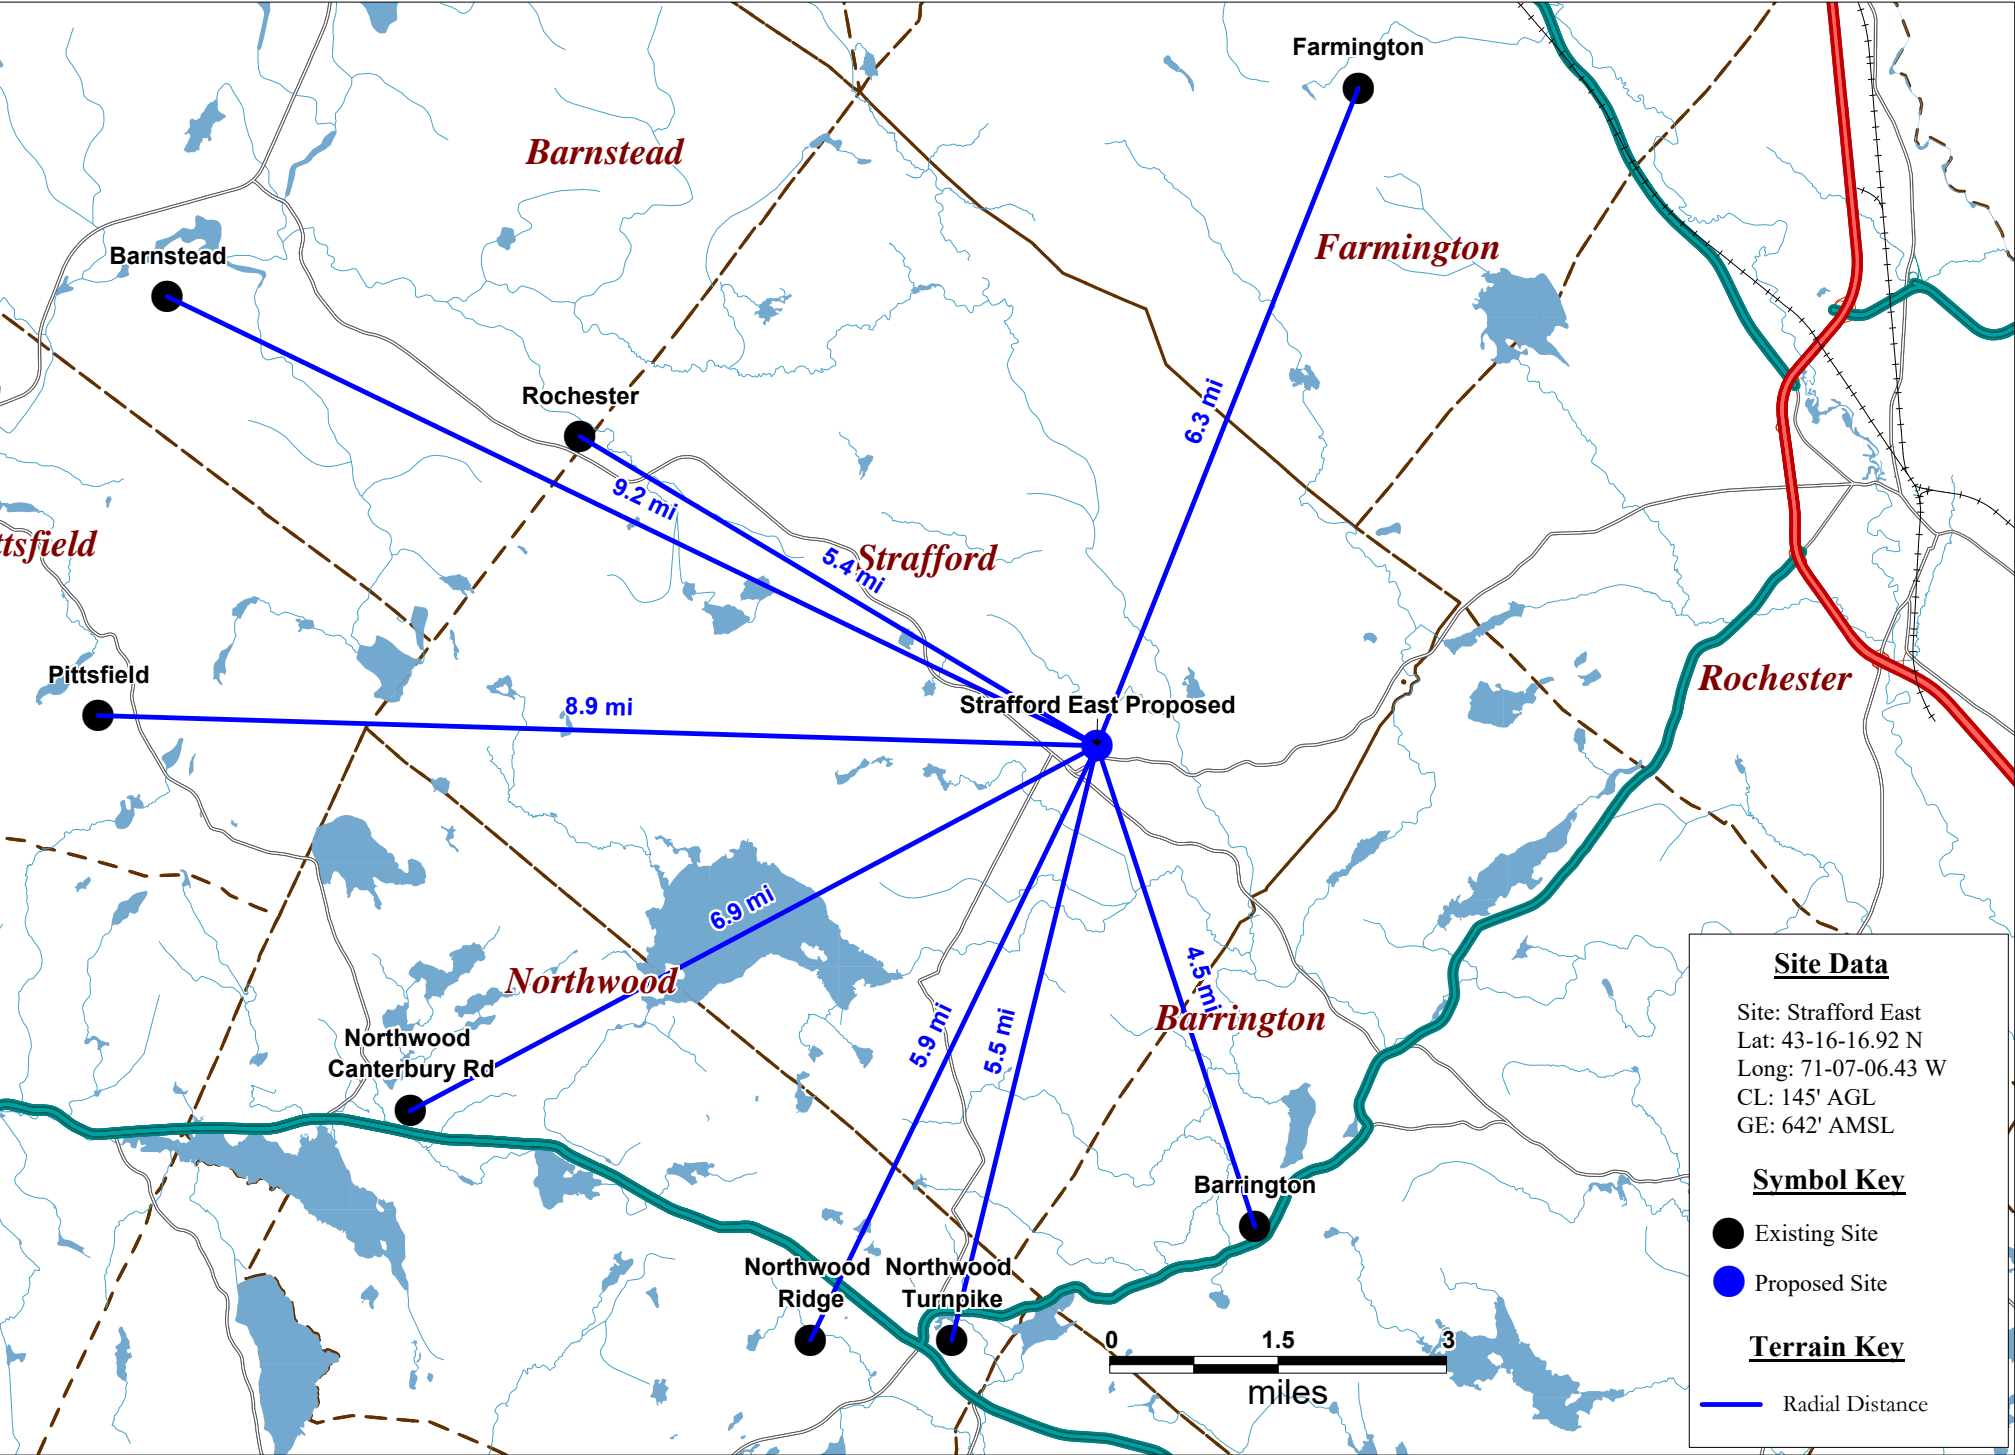 Farmington
Barnstead
Farmington
Barnstead
Rochester
6.3 mi
9.2 mi
ttsfield
Strafford
5.4 mi
Pittsfield
Rochester
8.9 mi
Strafford East Proposed
6.9 mi
Northwood
4.5 mi
Barrington
5.9 mi
5.5 mi
Northwood
Canterbury Rd
Barrington
Northwood
Ridge
Northwood
Turnpike
0 1.5 3
miles
Site Data
Site: Strafford East
Lat: 43-16-16.92 N
Long: 71-07-06.43 W
CL: 145' AGL
GE: 642' AMSL
Symbol Key
Existing Site
Proposed Site
Terrain Key
Radial Distance